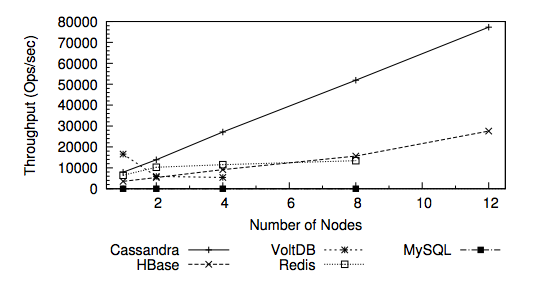 80000
70000
60000
50000
40000
30000
20000
10000
0
Throughput (Ops/sec)
2 4 6 8 10 12
Number of Nodes
Cassandra VoltDB MySQL
HBase Redis